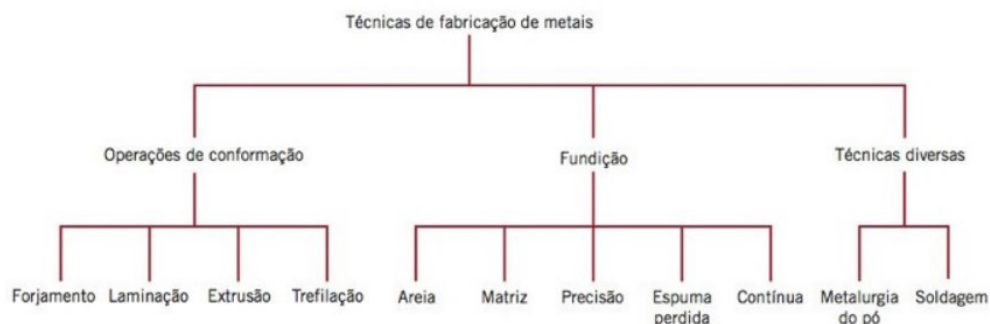 Técnicas de fabricação de metais
Operações de conformação
Fundição
Técnicas diversas
Forjamento
Laminação
Extrusão
Trefilação
Areia
Matriz
Precisão
Espuma
perdida
Contínua
Metalurgia
do pó
Soldagem